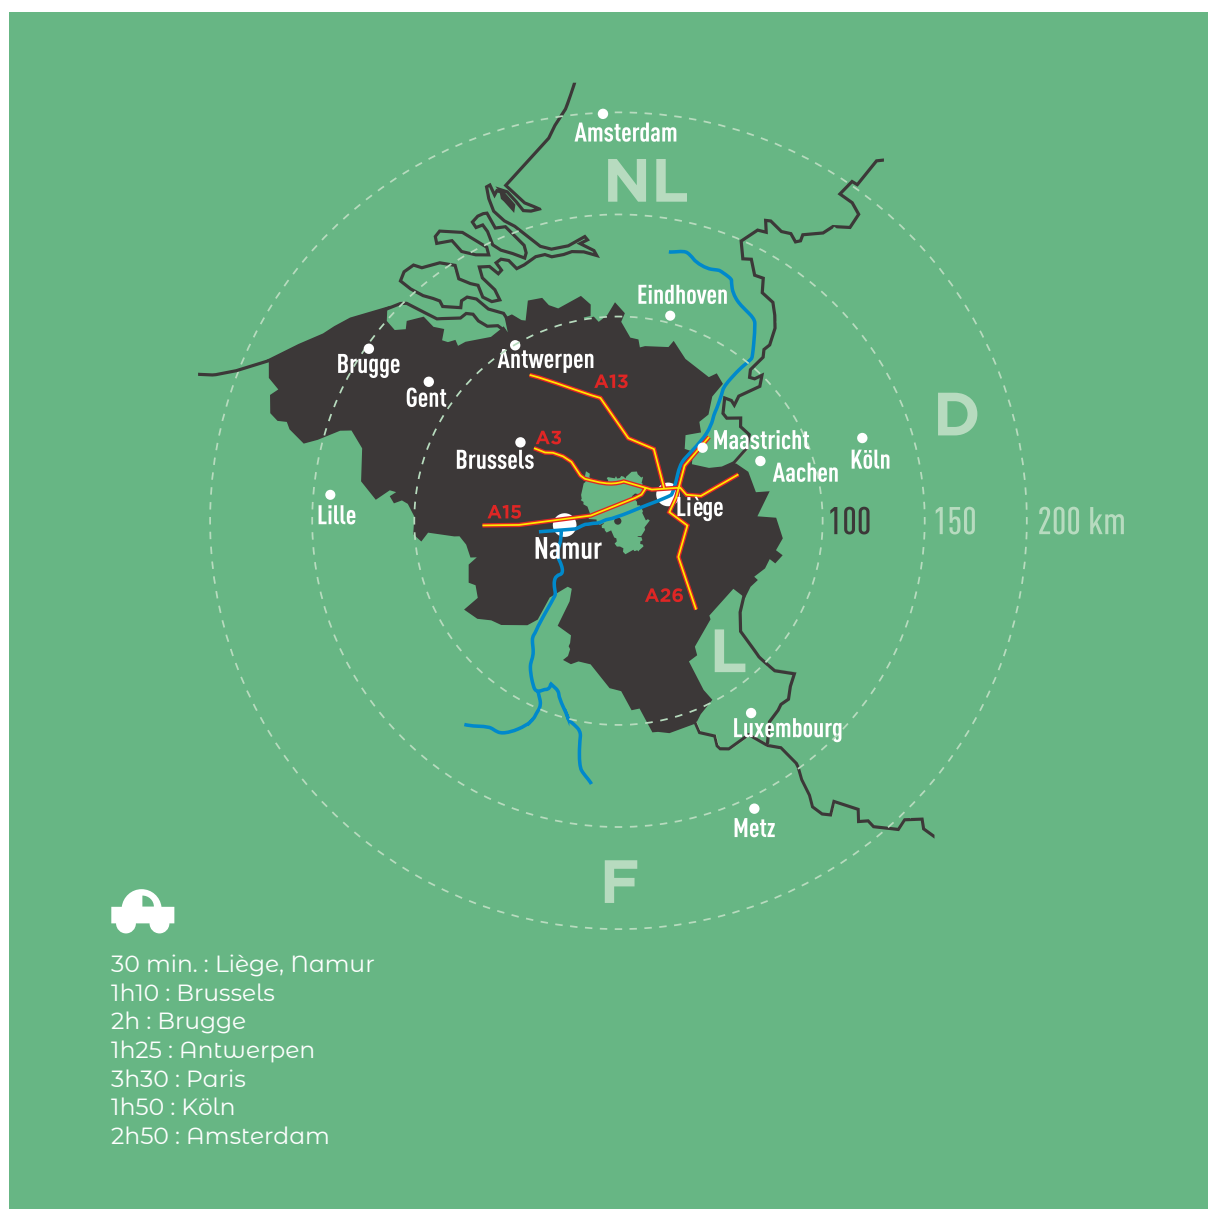 Amsterdam
NL
Eindhoven
Brugge
Antwerpen
A13
Gent
D
A3
Maastricht
Brussels
Köln
Aachen
Lille
A15
Liège
100
150
200 km
Namur
A26
L
Luxembourg
Metz
F
30 min. : Liège, Namur
1h10 : Brussels
2h : Brugge
1h25 : Antwerpen
3h30 : Paris
1h50 : Köln
2h50 : Amsterdam